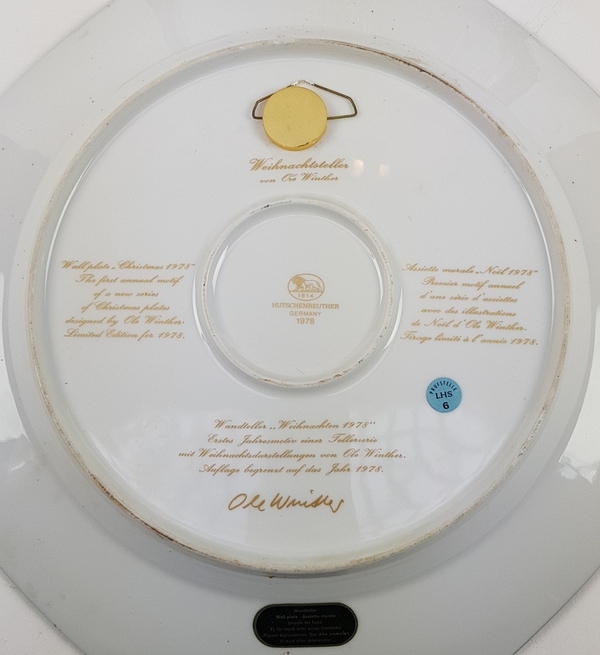 Weihnachtsteller
von Ole Winther
Wall plate „Christmas 1978"
The first annual motif
of a new series
of Christmas plates
designed by Ole Winther.
Limited Edition for 1978.
1814
HUTSCHENREUTHER
GERMANY
1978
Assiette murale „Noël 1978"
Premier motif annuel
d'une série d'assiettes
avec des illustrations
de Noël d'Ole Winther.
Tirage limité à l'année 1978.
LHS
6
Wandteller „Weihnachten 1978"
Erstes Jahresmotiv einer Tellerserie
mit Weihnachtsdarstellungen von Ole Winther.
Auflage begrenzt auf das Jahr 1978.
Ole Winther